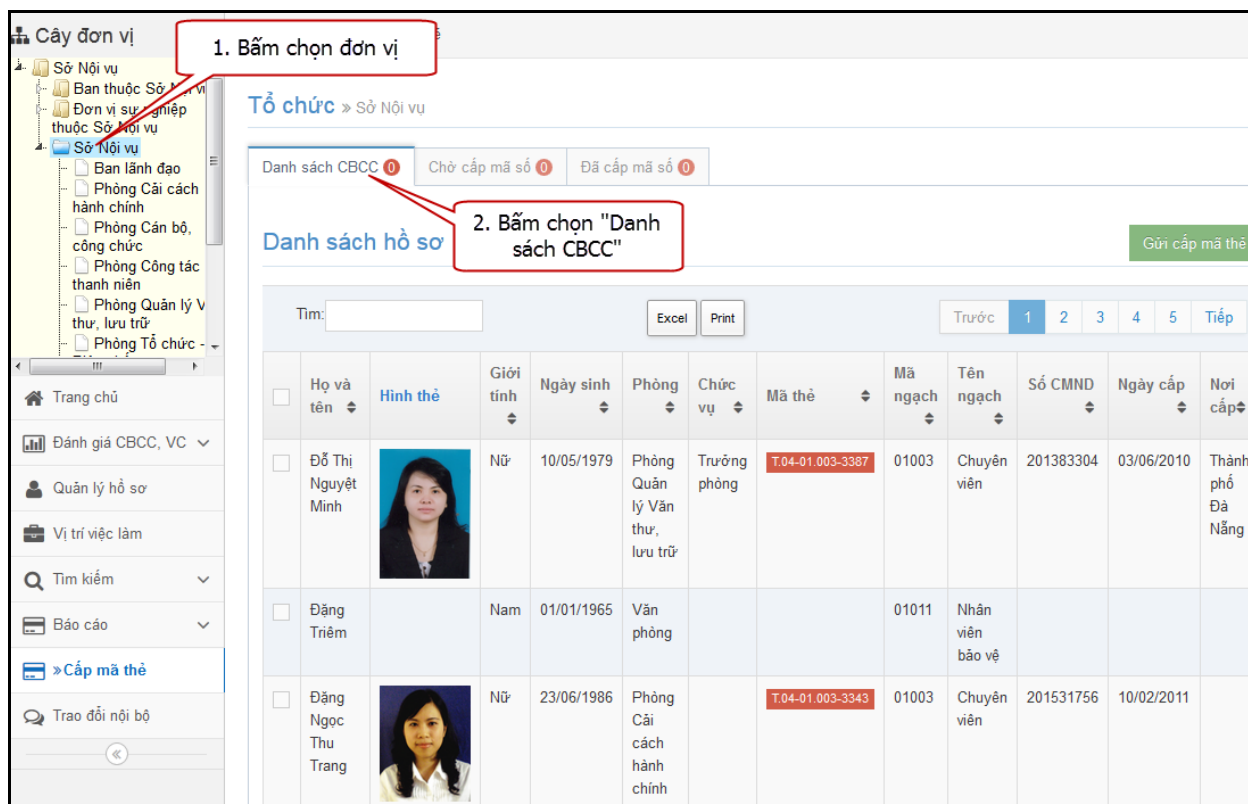 Cây đơn vị
1. Bấm chọn đơn vị
Sở Nội vụ
Ban thuộc Sở Nội vụ
Đơn vị sự nghiệp
thuộc Sở Nội vụ
Sở Nội vụ
Ban lãnh đạo
Phòng Cải cách
hành chính
Phòng Cán bộ,
công chức
Phòng Công tác
thanh niên
Phòng Quản lý V
thư, lưu trữ
Phòng Tổ chức -
Trang chủ
Đánh giá CBCC, VC
Quản lý hồ sơ
Vị trí việc làm
Tìm kiếm
Báo cáo
»Cấp mã thẻ
Trao đổi nội bộ
Tổ chức » Sở Nội vụ
Danh sách CBCC 0 Chờ cấp mã số 0 Đã cấp mã số 0
2. Bấm chọn "Danh
sách CBCC"
Danh sách hồ sơ
Gửi cấp mã thẻ
Tìm: Excel Print Trước 1 2 3 4 5 Tiếp
Họ và
tên
Hình thẻ
Giới
tính
Ngày sinh
Phòng
Chức
vụ
Mã thẻ
Mã
ngạch
Tên
ngạch
Số CMND
Ngày cấp
Nơi
cấp
Đỗ Thị
Nguyệt
Minh
Nữ
10/05/1979
Phòng
Quản
lý Văn
thư,
lưu trữ
Trưởng
phòng
T.04-01.003-3387
01003
Chuyên
viên
201383304
03/06/2010
Thành
phố
Đà
Nẵng
Đặng
Triêm
Nam
01/01/1965
Văn
phòng
01011
Nhân
viên
bảo vệ
Đặng
Ngọc
Thu
Trang
Nữ
23/06/1986
Phòng
Cải
cách
hành
chính
T.04-01.003-3343
01003
Chuyên
viên
201531756
10/02/2011